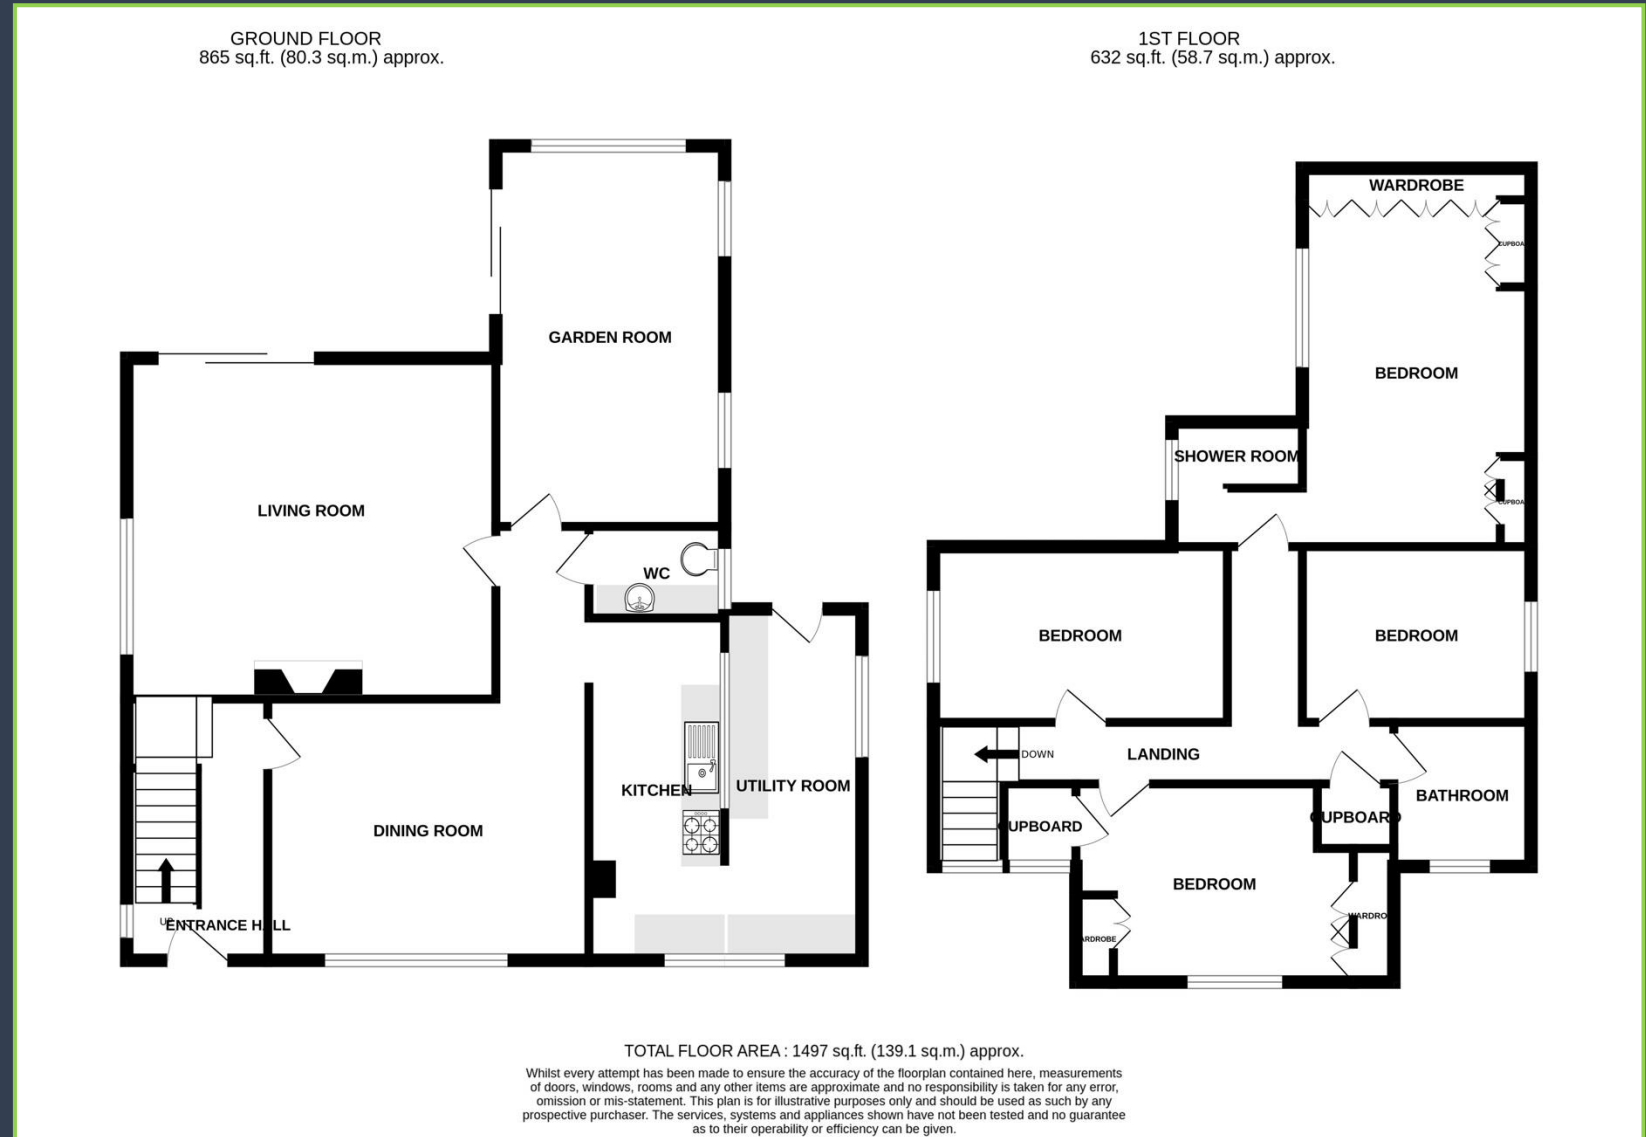 GROUND FLOOR
865 sq.ft. (80.3 sq.m.) approx.
1ST FLOOR
632 sq.ft. (58.7 sq.m.) approx.
GARDEN ROOM
LIVING ROOM
WC
KITCHEN
UTILITY ROOM
DINING ROOM
UP
ENTRANCE HALL
WARDROBE
CUPBOA
BEDROOM
SHOWER ROOM
CUPBOA
BEDROOM
BEDROOM
DOWN
LANDING
BATHROOM
CUPBOARD
CUPBOARD
BEDROOM
WARDRO
ARDROBE
TOTAL FLOOR AREA : 1497 sq.ft. (139.1 sq.m.) approx.
Whilst every attempt has been made to ensure the accuracy of the floorplan contained here, measurements
of doors, windows, rooms and any other items are approximate and no responsibility is taken for any error,
omission or mis-statement. This plan is for illustrative purposes only and should be used as such by any
prospective purchaser. The services, systems and appliances shown have not been tested and no guarantee
as to their operability or efficiency can be given.